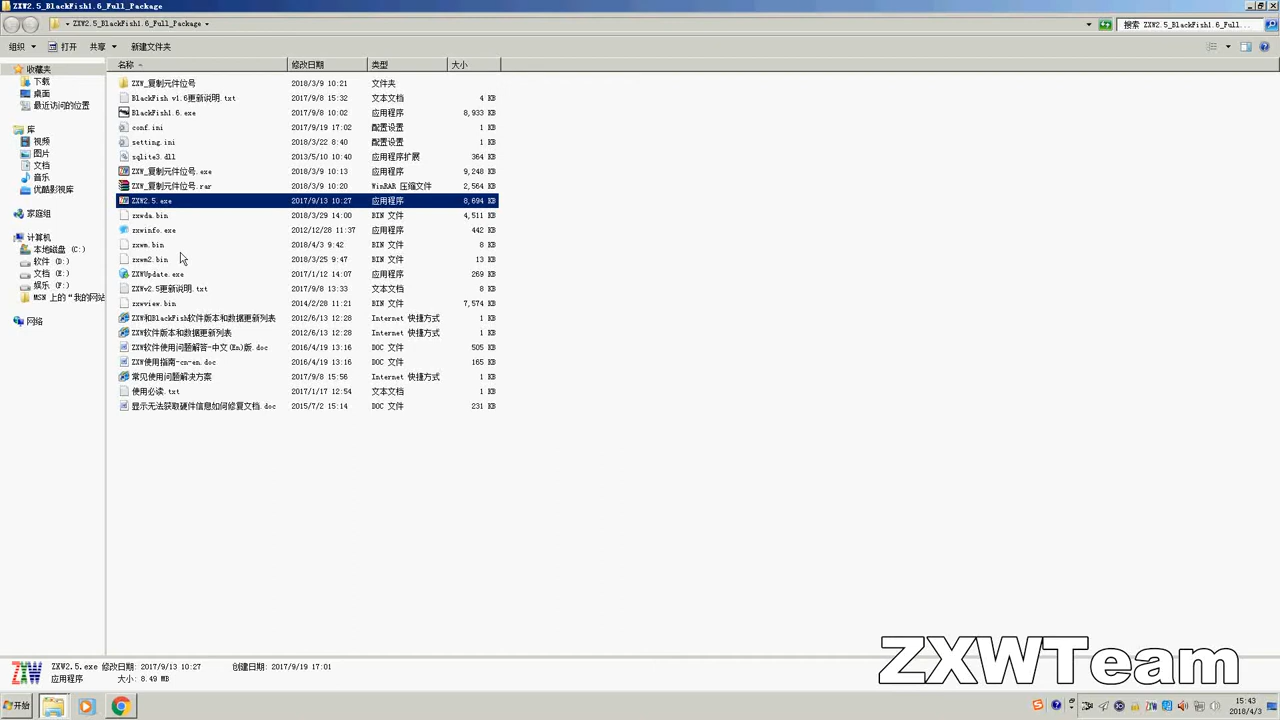 ZXW2.5_BlackFish1.6_Full_Package
ZXW2.5_BlackFish1.6_Full_Package
搜索 ZXW2.5_BlackFish1.6_Full...
组织 打开 共享 新建文件夹
名称 修改日期 类型 大小
收藏夹
下载
桌面
最近访问的位置
库
视频
图片
文档
音乐
优酷影视库
家庭组
计算机
本地磁盘 (C:)
软件 (D:)
文档 (E:)
娱乐 (F:)
MSN 上的“我的网站
网络
ZXW_复制元件位号 2018/3/9 10:21 文件夹
BlackFish v1.6更新说明.txt 2017/9/8 15:32 文本文档 4 KB
BlackFish1.6.exe 2017/9/8 10:02 应用程序 8,933 KB
conf.ini 2017/9/19 17:02 配置设置 1 KB
setting.ini 2018/3/22 8:40 配置设置 1 KB
sqlite3.dll 2013/5/10 10:40 应用程序扩展 364 KB
ZXW_复制元件位号.exe 2018/3/9 10:13 应用程序 9,248 KB
ZXW_复制元件位号.rar 2018/3/9 10:20 WinRAR 压缩文件 2,564 KB
ZXW2.5.exe 2017/9/13 10:27 应用程序 8,694 KB
zxwda.bin 2018/3/29 14:00 BIN 文件 4,511 KB
zxwinfo.exe 2012/12/28 11:37 应用程序 442 KB
zxwm.bin 2018/4/3 9:42 BIN 文件 8 KB
zxwm2.bin 2018/3/25 9:47 BIN 文件 13 KB
ZXWUpdate.exe 2017/1/12 14:07 应用程序 269 KB
ZXWv2.5更新说明.txt 2017/9/8 13:33 文本文档 8 KB
zxwview.bin 2014/2/28 11:21 BIN 文件 7,574 KB
ZXW和BlackFish软件版本和数据更新列表 2012/6/13 12:28 Internet 快捷方式 1 KB
ZXW软件版本和数据更新列表 2012/6/13 12:28 Internet 快捷方式 1 KB
ZXW软件使用问题解答-中文(En)版.doc 2016/4/19 13:16 DOC 文件 505 KB
ZXW使用指南-cn-en.doc 2016/4/19 13:16 DOC 文件 165 KB
常见使用问题解决方案 2017/9/8 15:56 Internet 快捷方式 1 KB
使用必读.txt 2017/1/17 12:54 文本文档 1 KB
显示无法获取硬件信息如何修复文档.doc 2015/7/2 15:14 DOC 文件 231 KB
ZXW
ZXW2.5.exe 修改日期: 2017/9/13 10:27 创建日期: 2017/9/19 17:01
应用程序 大小: 8.49 MB
ZXWTeam
开始
15:43
2018/4/3